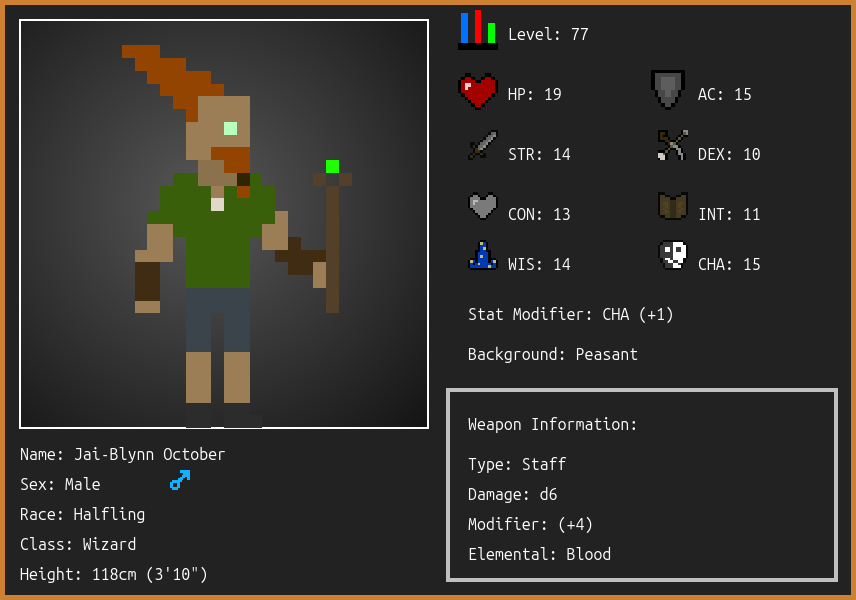 Level: 77
HP: 19
AC: 15
STR: 14
DEX: 10
CON: 13
INT: 11
WIS: 14
CHA: 15
Stat Modifier: CHA (+1)
Background: Peasant
Weapon Information:
Type: Staff
Damage: d6
Modifier: (+4)
Elemental: Blood
Name: Jai-Blynn October
Sex: Male
Race: Halfling
Class: Wizard
Height: 118cm (3'10")